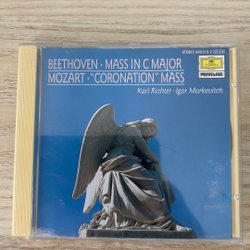 BEETHOVEN · MASS IN C MAJOR
MOZART · "CORONATION" MASS
Karl Richter · Igor Markevitch